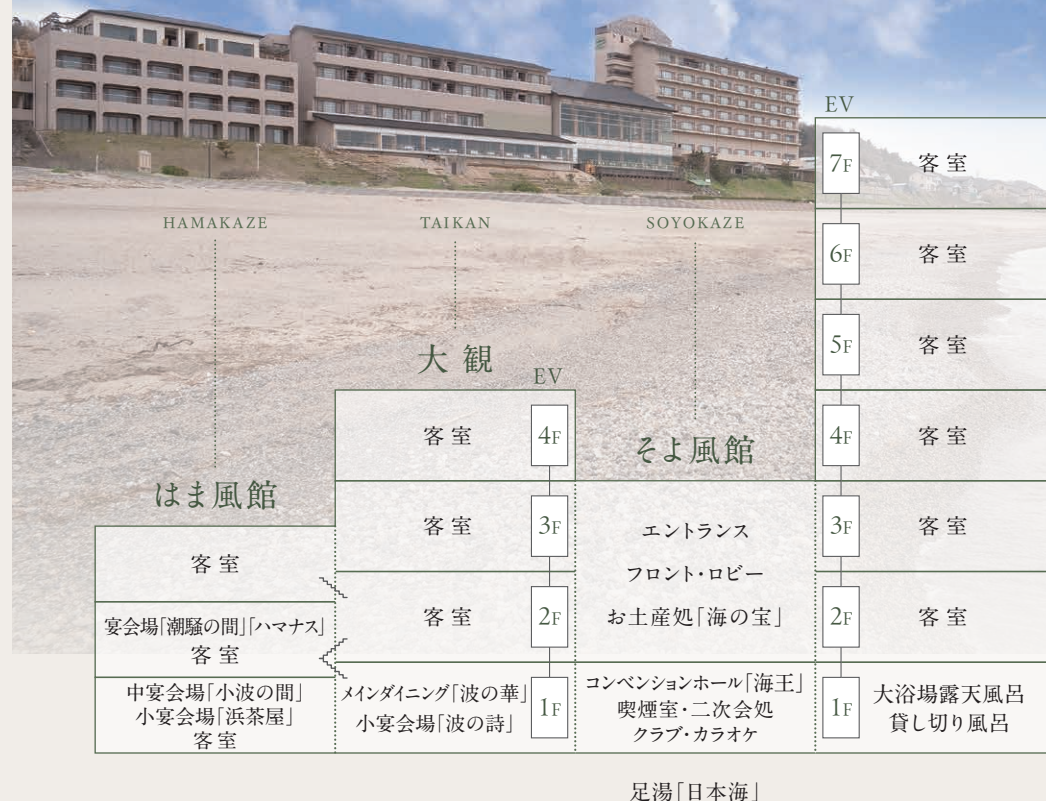 HAMAKAZE
はま風館
客室
宴会場「潮騒の間」「ハマナス」
客室
中宴会場「小波の間」
小宴会場「浜茶屋」
客室
TAIKAN
大観
EV
客室 4F
客室 3F
客室 2F
メインダイニング「波の華」
小宴会場「波の詩」
1F
SOYOKAZE
そよ風館
エントランス
フロント・ロビー
お土産処「海の宝」
コンベンションホール「海王」
喫煙室・二次会処
クラブ・カラオケ
EV
7F 客室
6F 客室
5F 客室
4F 客室
3F 客室
2F 客室
1F
大浴場露天風呂
貸し切り風呂
足湯「日本海」